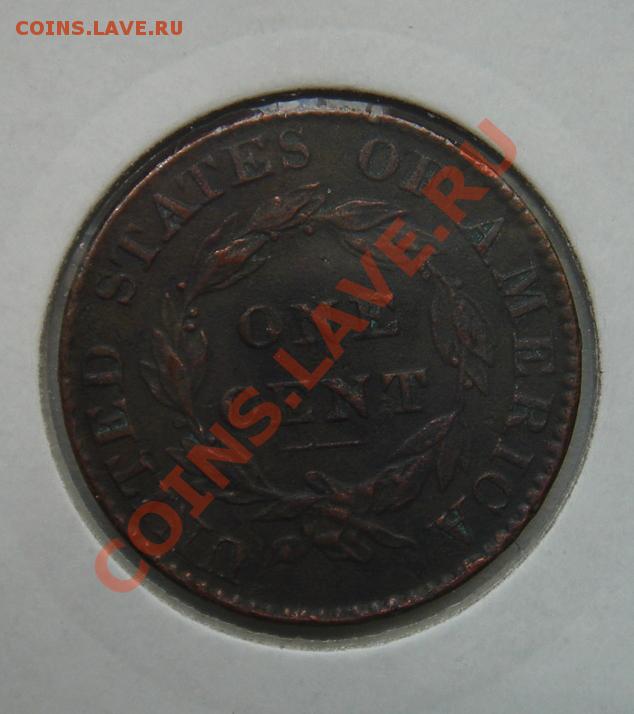 COINS.LAVE.RU
UNITED STATES OF AMERICA
ONE
CENT
COINS.LAVE.RU